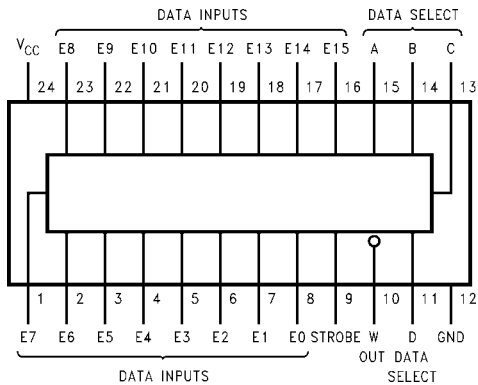 DATA INPUTS DATA SELECT
VCC E8 E9 E10 E11 E12 E13 E14 E15 A B C
24 23 22 21 20 19 18 17 16 15 14 13
1 2 3 4 5 6 7 8 9 10 11 12
E7 E6 E5 E4 E3 E2 E1 E0 STROBE W D GND
OUT DATA
DATA INPUTS SELECT